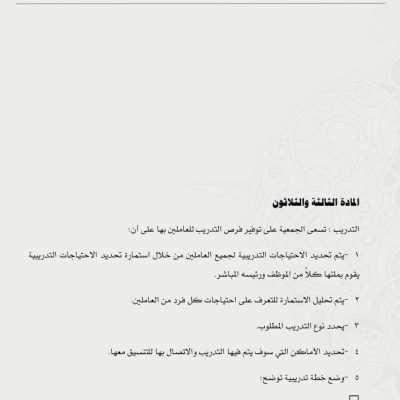 المادة الثالثة والثلاثون
التدريب : تسعى الجمعية على توفير فرص التدريب للعاملين بها على أن:
١ -يتم تحديد الاحتياجات التدريبية لجميع العاملين من خلال استمارة تحديد الاحتياجات التدريبية
يقوم بملئها كلاً من الموظف ورئيسه المباشر.
٢ -يتم تحليل الاستمارة للتعرف على احتياجات كل فرد من العاملين.
٣ -يحدد نوع التدريب المطلوب.
٤ -تحديد الأماكن التي سوف يتم فيها التدريب والاتصال بها للتنسيق معها.
٥ -وضع خطة تدريبية توضح: